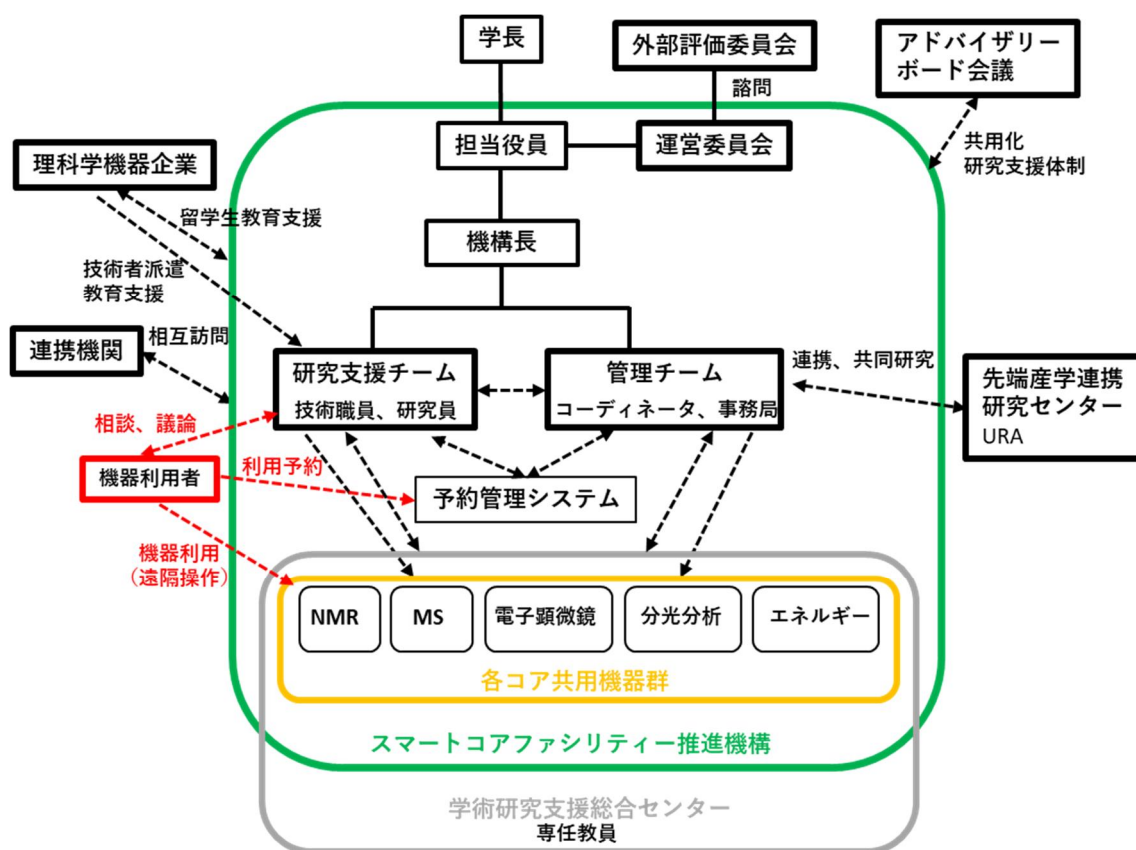 学長
外部評価委員会
アドバイザリー
ボード会議
諮問
担当役員
運営委員会
共用化
研究支援体制
理科学機器企業
留学生教育支援
機構長
技術者派遣
教育支援
連携機関
相互訪問
研究支援チーム
技術職員、研究員
管理チーム
コーディネータ、事務局
連携、共同研究
先端産学連携
研究センター
URA
相談、議論
機器利用者
利用予約
予約管理システム
機器利用
（遠隔操作）
NMR
MS
電子顕微鏡
分光分析
エネルギー
各コア共用機器群
スマートコアファシリティー推進機構
学術研究支援総合センター
専任教員